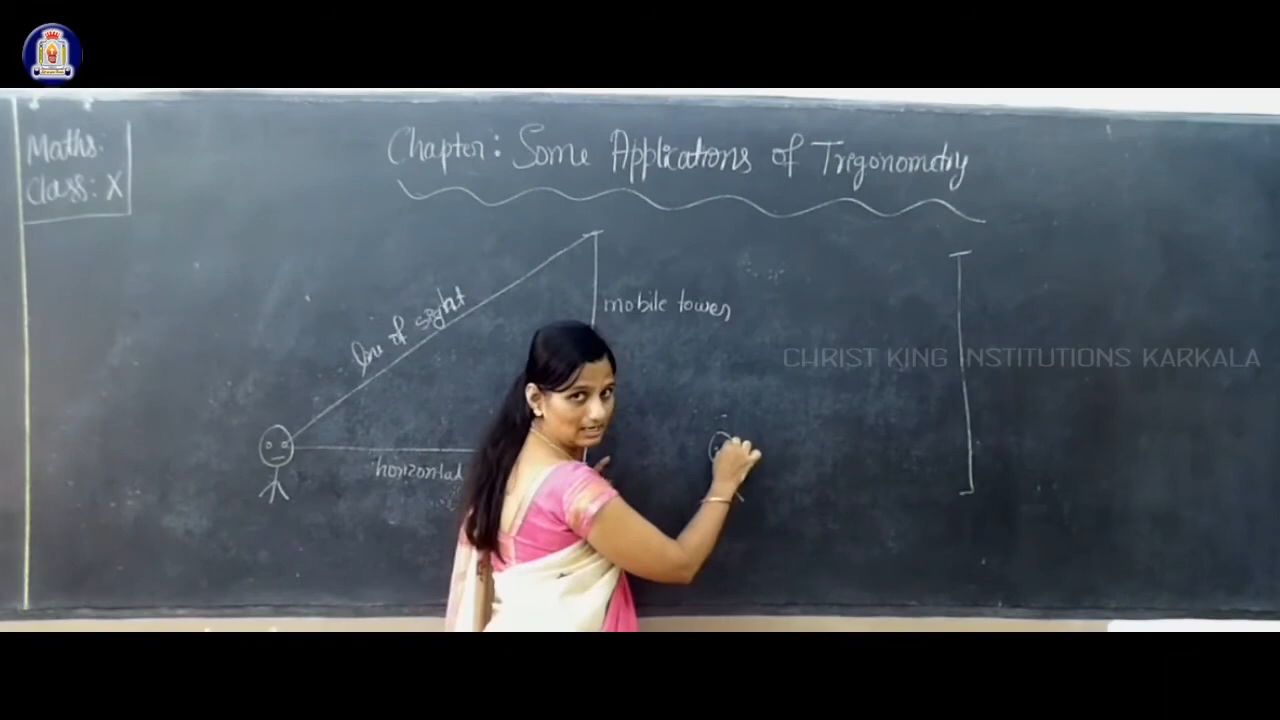 Maths.
Class: X
Chapter: Some Applications of Trigonometry
line of sight
mobile tower
horizontal
CHRIST KING INSTITUTIONS KARKALA